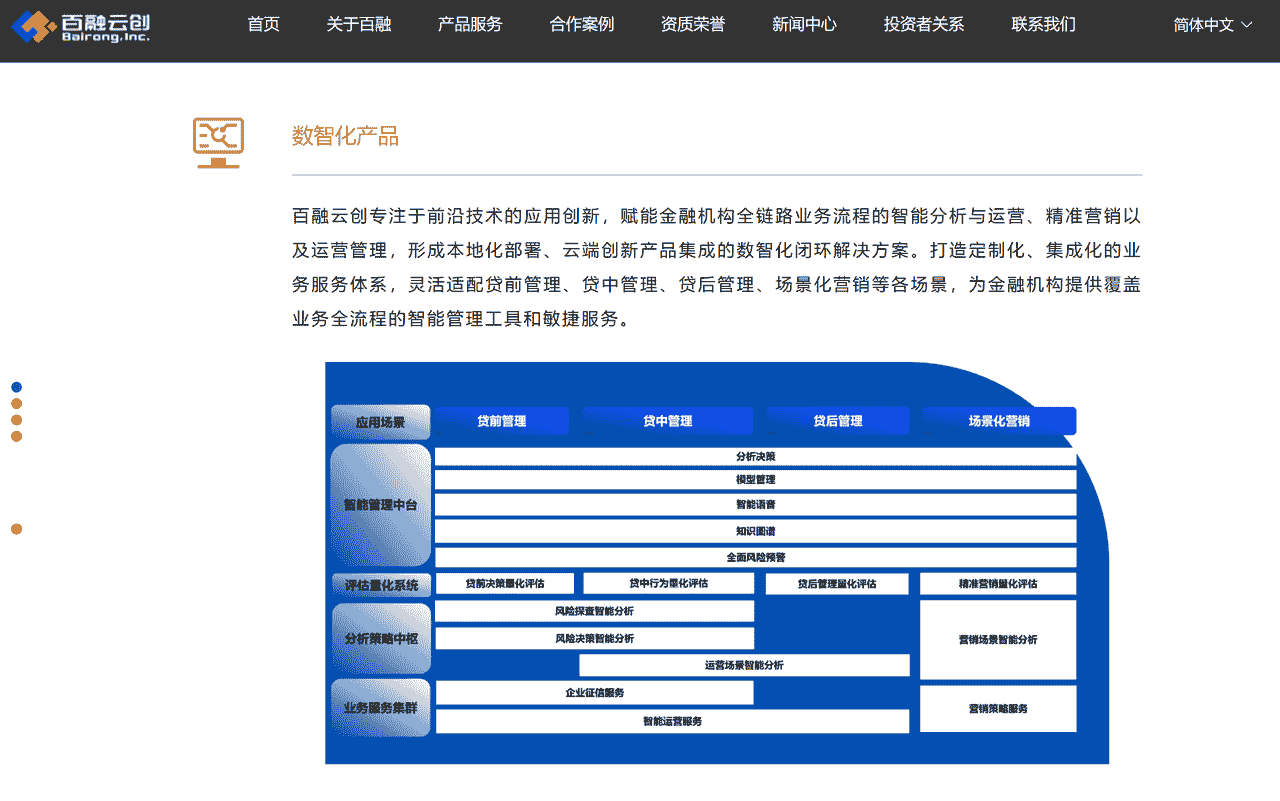 百融云创
Bairong.Inc.
首页 关于百融 产品服务 合作案例 资质荣誉 新闻中心 投资者关系 联系我们 简体中文
数智化产品
百融云创专注于前沿技术的应用创新，赋能金融机构全链路业务流程的智能分析与运营、精准营销以
及运营管理，形成本地化部署、云端创新产品集成的数智化闭环解决方案。打造定制化、集成化的业
务服务体系，灵活适配贷前管理、贷中管理、贷后管理、场景化营销等各场景，为金融机构提供覆盖
业务全流程的智能管理工具和敏捷服务。
应用场景 贷前管理 贷中管理 贷后管理 场景化营销
分析决策
模型管理
智能管理中台 智能语音
知识图谱
全面风险预警
评估量化系统 贷前决策量化评估 贷中行为量化评估 贷后管理量化评估 精准营销量化评估
风险探查智能分析
分析策略中枢 风险决策智能分析 营销场景智能分析
运营场景智能分析
企业征信服务
业务服务集群 营销策略服务
智能运营服务